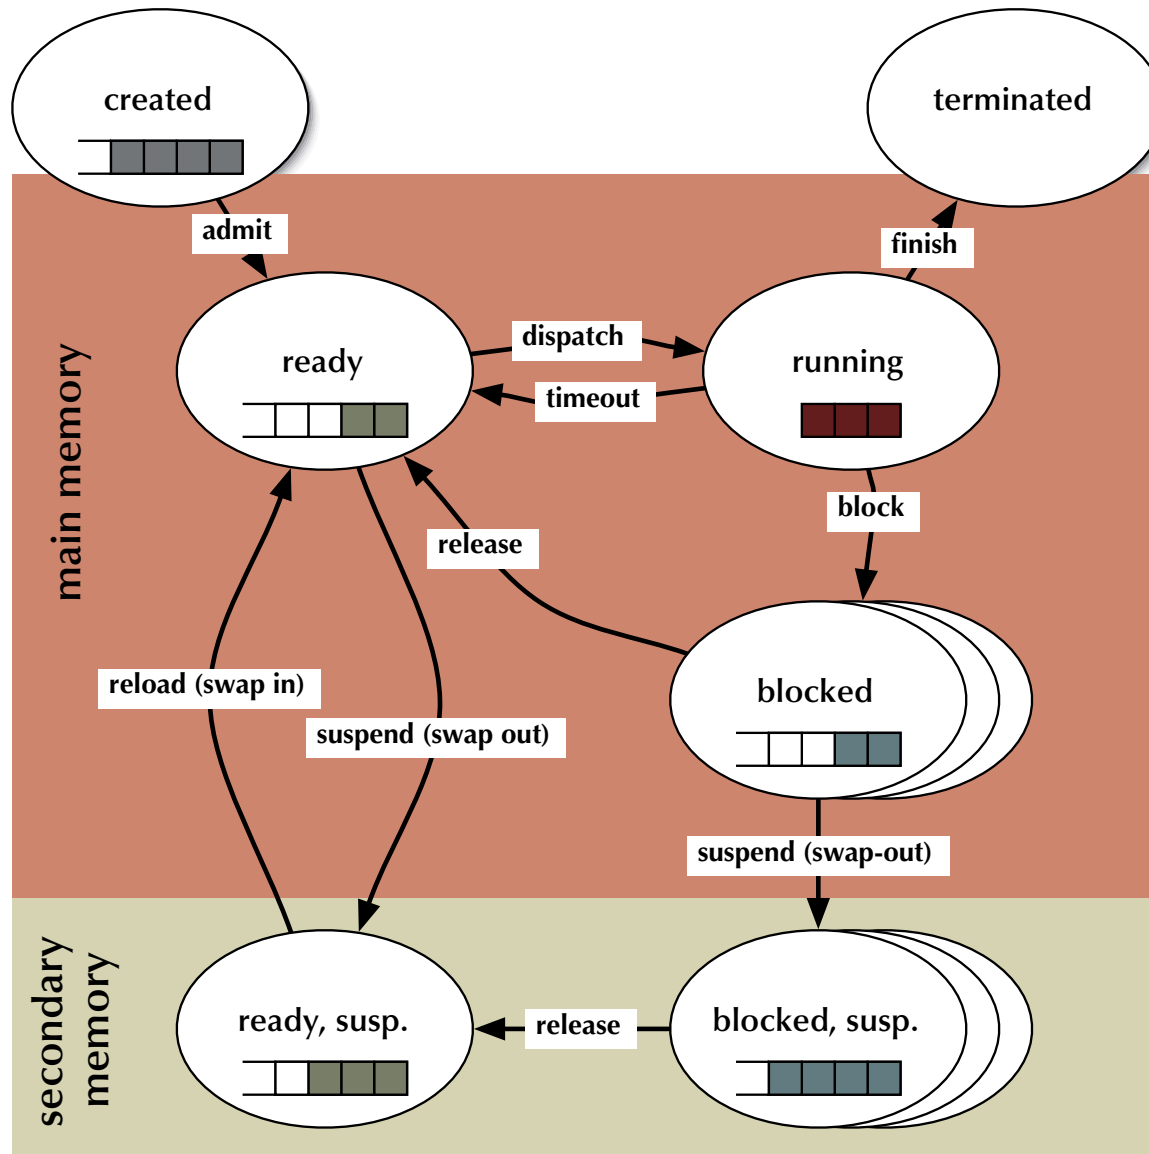 created
terminated
admit
finish
ready
dispatch
timeout
running
main memory
release
block
reload (swap in)
suspend (swap out)
blocked
suspend (swap-out)
secondary
memory
ready, susp.
release
blocked, susp.